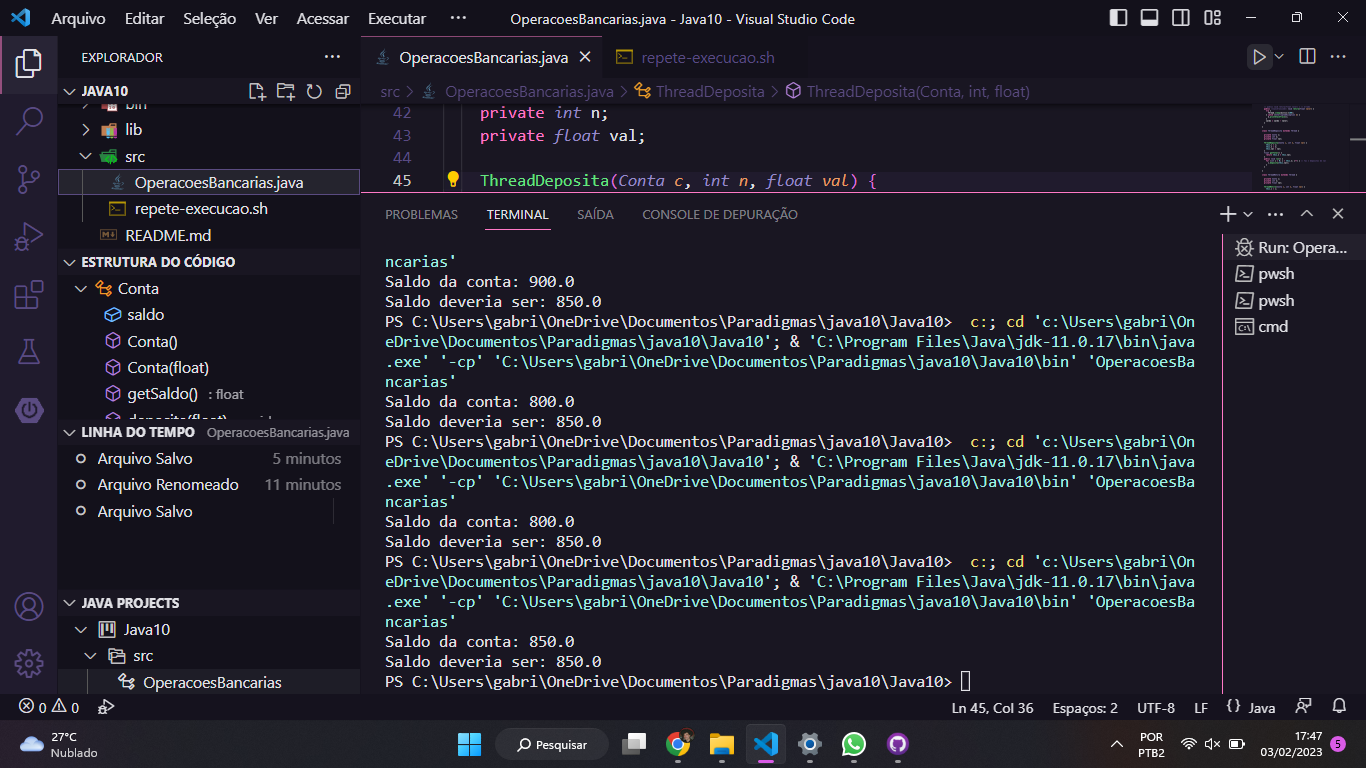 Arquivo Editar Seleção Ver Acessar Executar ··· OperacoesBancarias.java - Java10 - Visual Studio Code
EXPLORADOR ···
JAVA10
bin
lib
src
OperacoesBancarias.java
repete-execucao.sh
README.md
ESTRUTURA DO CÓDIGO
Conta
saldo
Conta()
Conta(float)
getSaldo() : float
LINHA DO TEMPO OperacoesBancarias.java
Arquivo Salvo 5 minutos
Arquivo Renomeado 11 minutos
Arquivo Salvo
JAVA PROJECTS
Java10
src
OperacoesBancarias
OperacoesBancarias.java repete-execucao.sh
src > OperacoesBancarias.java > ThreadDeposita > ThreadDeposita(Conta, int, float)
42 private int n;
43 private float val;
44
45 ThreadDeposita(Conta c, int n, float val) {
PROBLEMAS TERMINAL SAÍDA CONSOLE DE DEPURAÇÃO
ncarias'
Saldo da conta: 900.0
Saldo deveria ser: 850.0
PS C:\Users\gabri\OneDrive\Documentos\Paradigmas\java10\Java10>  c:; cd 'c:\Users\gabri\On
eDrive\Documentos\Paradigmas\java10\Java10'; & 'C:\Program Files\Java\jdk-11.0.17\bin\java
.exe' '-cp' 'C:\Users\gabri\OneDrive\Documentos\Paradigmas\java10\Java10\bin' 'OperacoesBa
ncarias'
Saldo da conta: 800.0
Saldo deveria ser: 850.0
PS C:\Users\gabri\OneDrive\Documentos\Paradigmas\java10\Java10>  c:; cd 'c:\Users\gabri\On
eDrive\Documentos\Paradigmas\java10\Java10'; & 'C:\Program Files\Java\jdk-11.0.17\bin\java
.exe' '-cp' 'C:\Users\gabri\OneDrive\Documentos\Paradigmas\java10\Java10\bin' 'OperacoesBa
ncarias'
Saldo da conta: 800.0
Saldo deveria ser: 850.0
PS C:\Users\gabri\OneDrive\Documentos\Paradigmas\java10\Java10>  c:; cd 'c:\Users\gabri\On
eDrive\Documentos\Paradigmas\java10\Java10'; & 'C:\Program Files\Java\jdk-11.0.17\bin\java
.exe' '-cp' 'C:\Users\gabri\OneDrive\Documentos\Paradigmas\java10\Java10\bin' 'OperacoesBa
ncarias'
Saldo da conta: 850.0
Saldo deveria ser: 850.0
PS C:\Users\gabri\OneDrive\Documentos\Paradigmas\java10\Java10>
Run: Opera...
pwsh
pwsh
cmd
0 0 Ln 45, Col 36 Espaços: 2 UTF-8 LF {} Java
27°C
Nublado
Pesquisar
POR
PTB2
17:47
03/02/2023
5